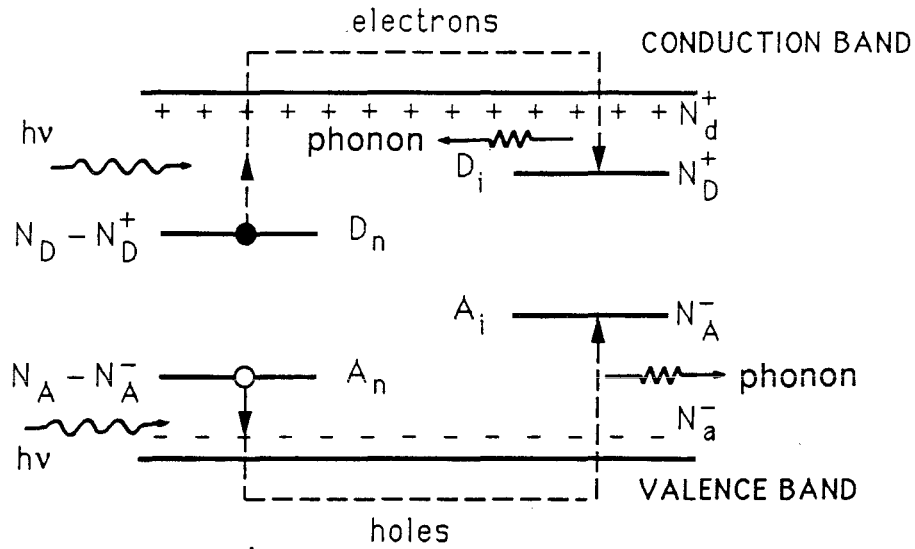 electrons
CONDUCTION BAND
+ + + + + + + + + + + + + N_d^+
hν
phonon
D_i
N_D^+
N_D – N_D^+
D_n
A_i
N_A^-
N_A – N_A^-
A_n
phonon
– – – – – – – – – – – – – N_a^-
hν
VALENCE BAND
holes